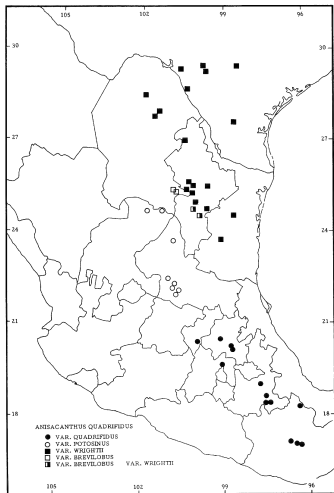 105 102 99 96
30 30
27 27
24 24
21 21
18 18
ANISACANTHUS QUADRIFIDUS
VAR. QUADRIFIDUS
VAR. POTOSINUS
VAR. WRIGHTII
VAR. BREVILOBUS
VAR. BREVILOBUS VAR. WRIGHTII
105 102 99 96